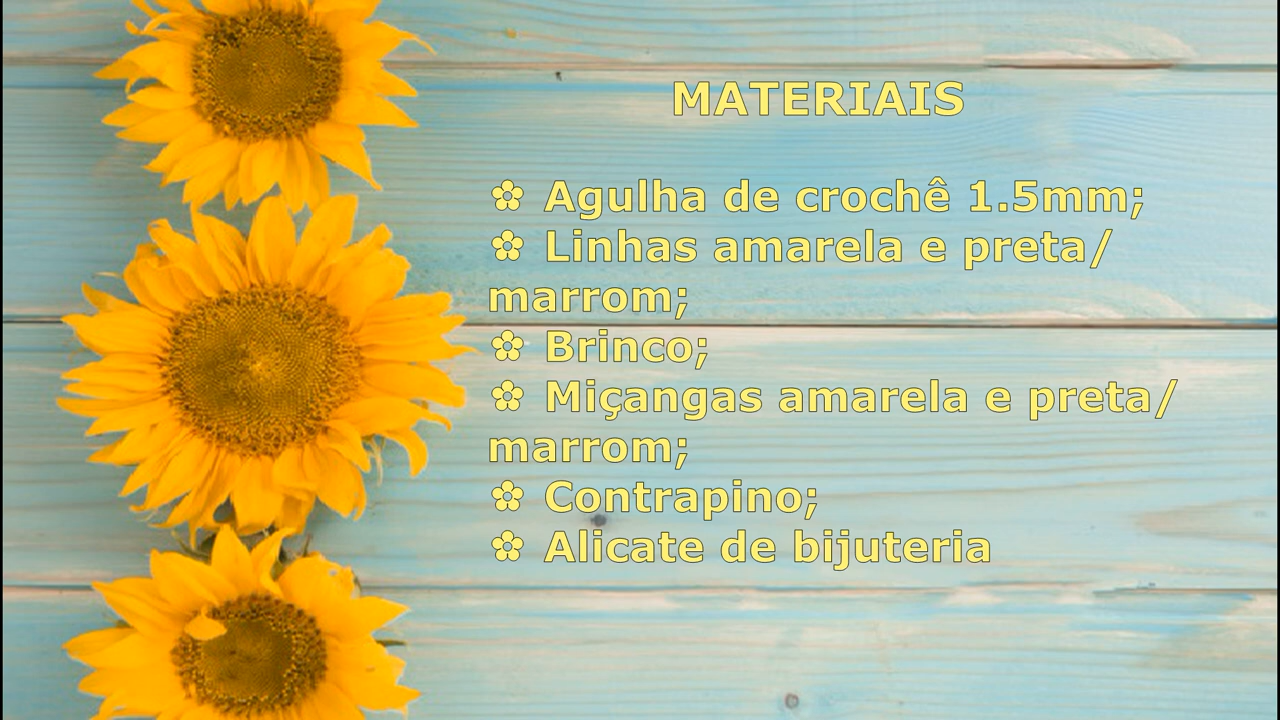 MATERIAIS
✿ Agulha de crochê 1.5mm;
✿ Linhas amarela e preta/
marrom;
✿ Brinco;
✿ Miçangas amarela e preta/
marrom;
✿ Contrapino;
✿ Alicate de bijuteria